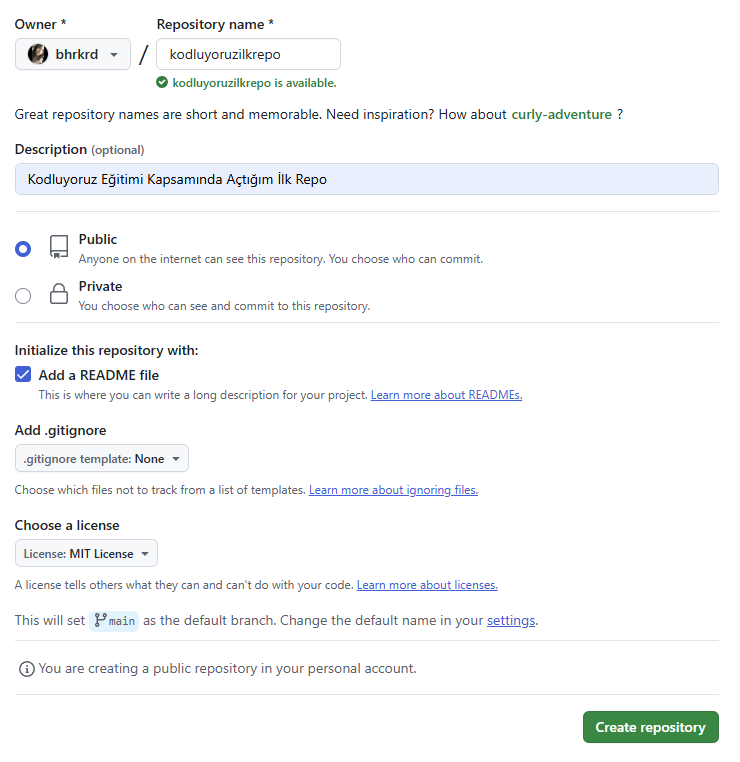 Owner * Repository name *
bhrkrd / kodluyoruzilkrepo
kodluyoruzilkrepo is available.
Great repository names are short and memorable. Need inspiration? How about curly-adventure ?
Description (optional)
Kodluyoruz Eğitimi Kapsamında Açtığım İlk Repo
Public
Anyone on the internet can see this repository. You choose who can commit.
Private
You choose who can see and commit to this repository.
Initialize this repository with:
Add a README file
This is where you can write a long description for your project. Learn more about READMEs.
Add .gitignore
.gitignore template: None
Choose which files not to track from a list of templates. Learn more about ignoring files.
Choose a license
License: MIT License
A license tells others what they can and can't do with your code. Learn more about licenses.
This will set main as the default branch. Change the default name in your settings.
You are creating a public repository in your personal account.
Create repository